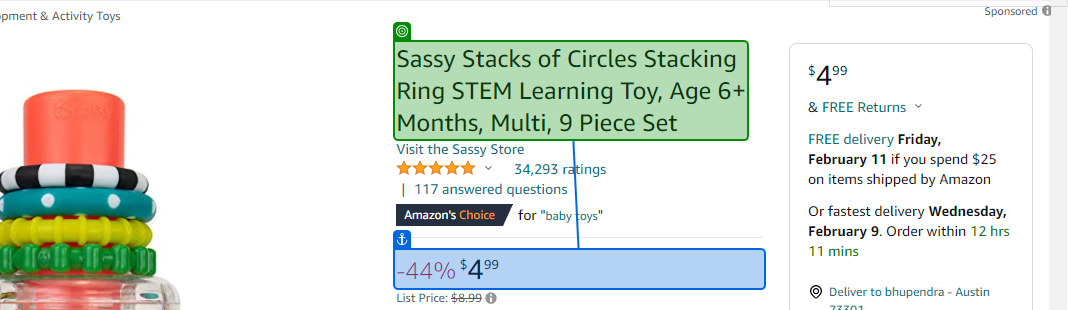 opment & Activity Toys
Sponsored
Sassy Stacks of Circles Stacking
Ring STEM Learning Toy, Age 6+
Months, Multi, 9 Piece Set
Visit the Sassy Store
34,293 ratings
| 117 answered questions
Amazon's Choice for "baby toys"
-44% $4.99
List Price: $8.99
$4.99
& FREE Returns
FREE delivery Friday,
February 11 if you spend $25
on items shipped by Amazon
Or fastest delivery Wednesday,
February 9. Order within 12 hrs
11 mins
Deliver to bhupendra - Austin
73301